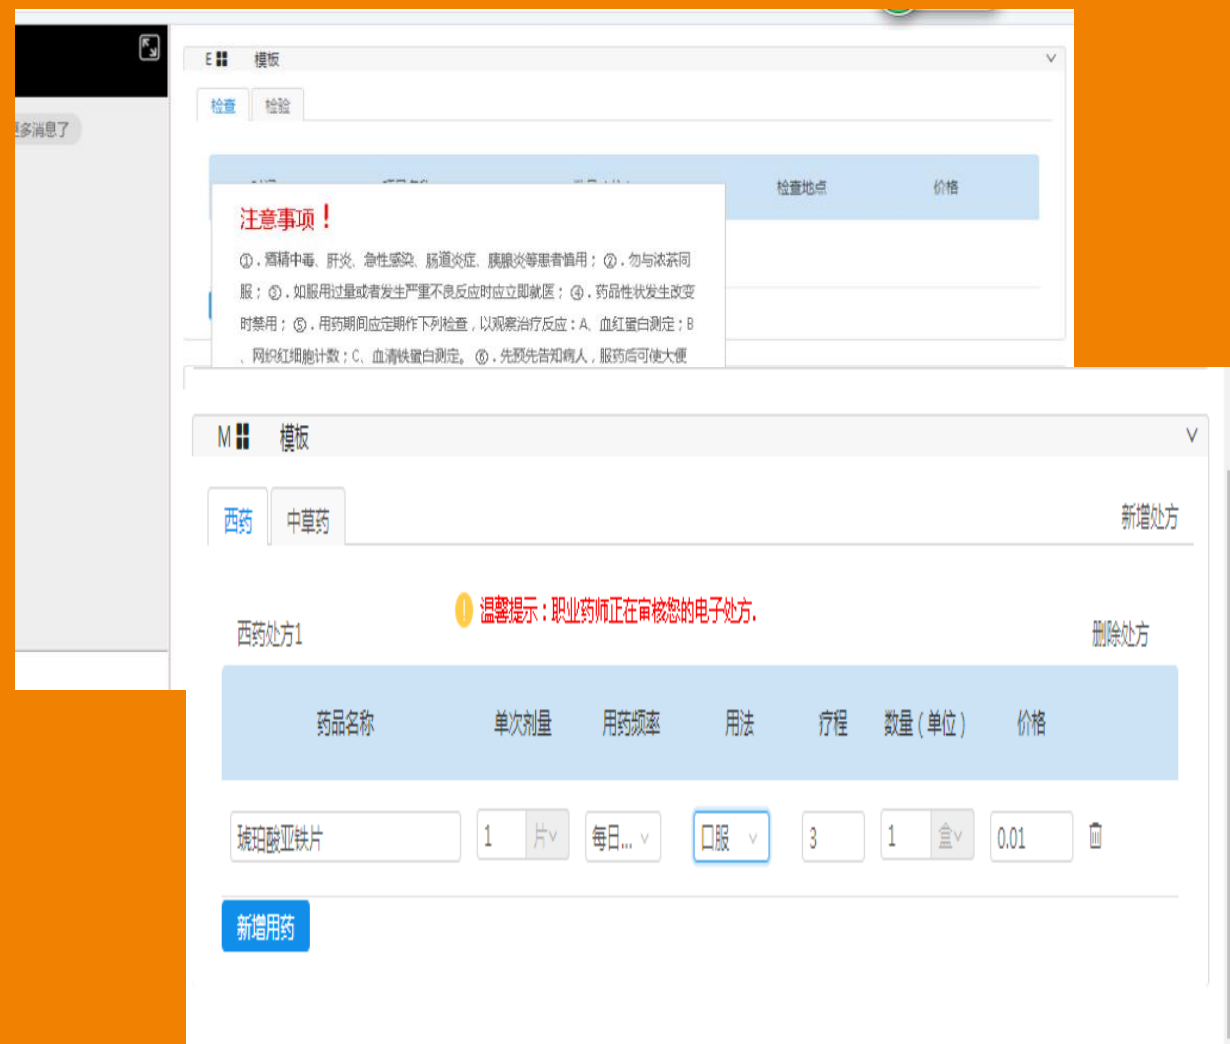 E 模板
检查 检验
更多消息了
检查地点 价格
注意事项！
①．酒精中毒、肝炎、急性感染、肠道炎症、胰腺炎等患者慎用；②．勿与浓茶同
服；③．如服用过量或者发生严重不良反应时应立即就医；④．药品性状发生改变
时禁用；⑤．用药期间应定期作下列检查，以观察治疗反应：A、血红蛋白测定；B
、网织红细胞计数；C、血清铁蛋白测定。⑥．先预先告知病人，服药后可使大便
M 模板
西药 中草药 新增处方
温馨提示：职业药师正在审核您的电子处方.
西药处方1 删除处方
药品名称 单次剂量 用药频率 用法 疗程 数量（单位） 价格
琥珀酸亚铁片 1 片 每日... 口服 3 1 盒 0.01
新增用药